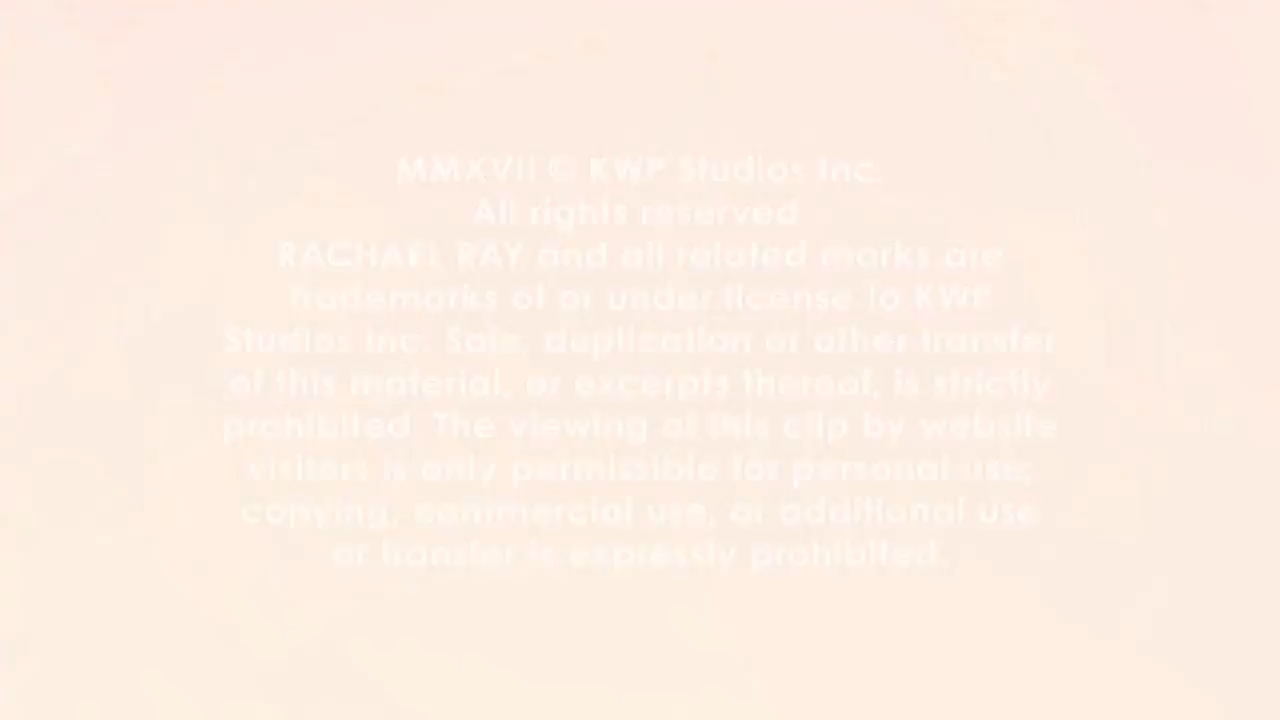 MMXVII © KWP Studios Inc.
All rights reserved
RACHAEL RAY and all related marks are
trademarks of or under license to KWP
Studios Inc. Sale, duplication or other transfer
of this material, or excerpts thereof, is strictly
prohibited. The viewing of this clip by website
visitors is only permissible for personal use;
copying, commercial use, or additional use
or transfer is expressly prohibited.